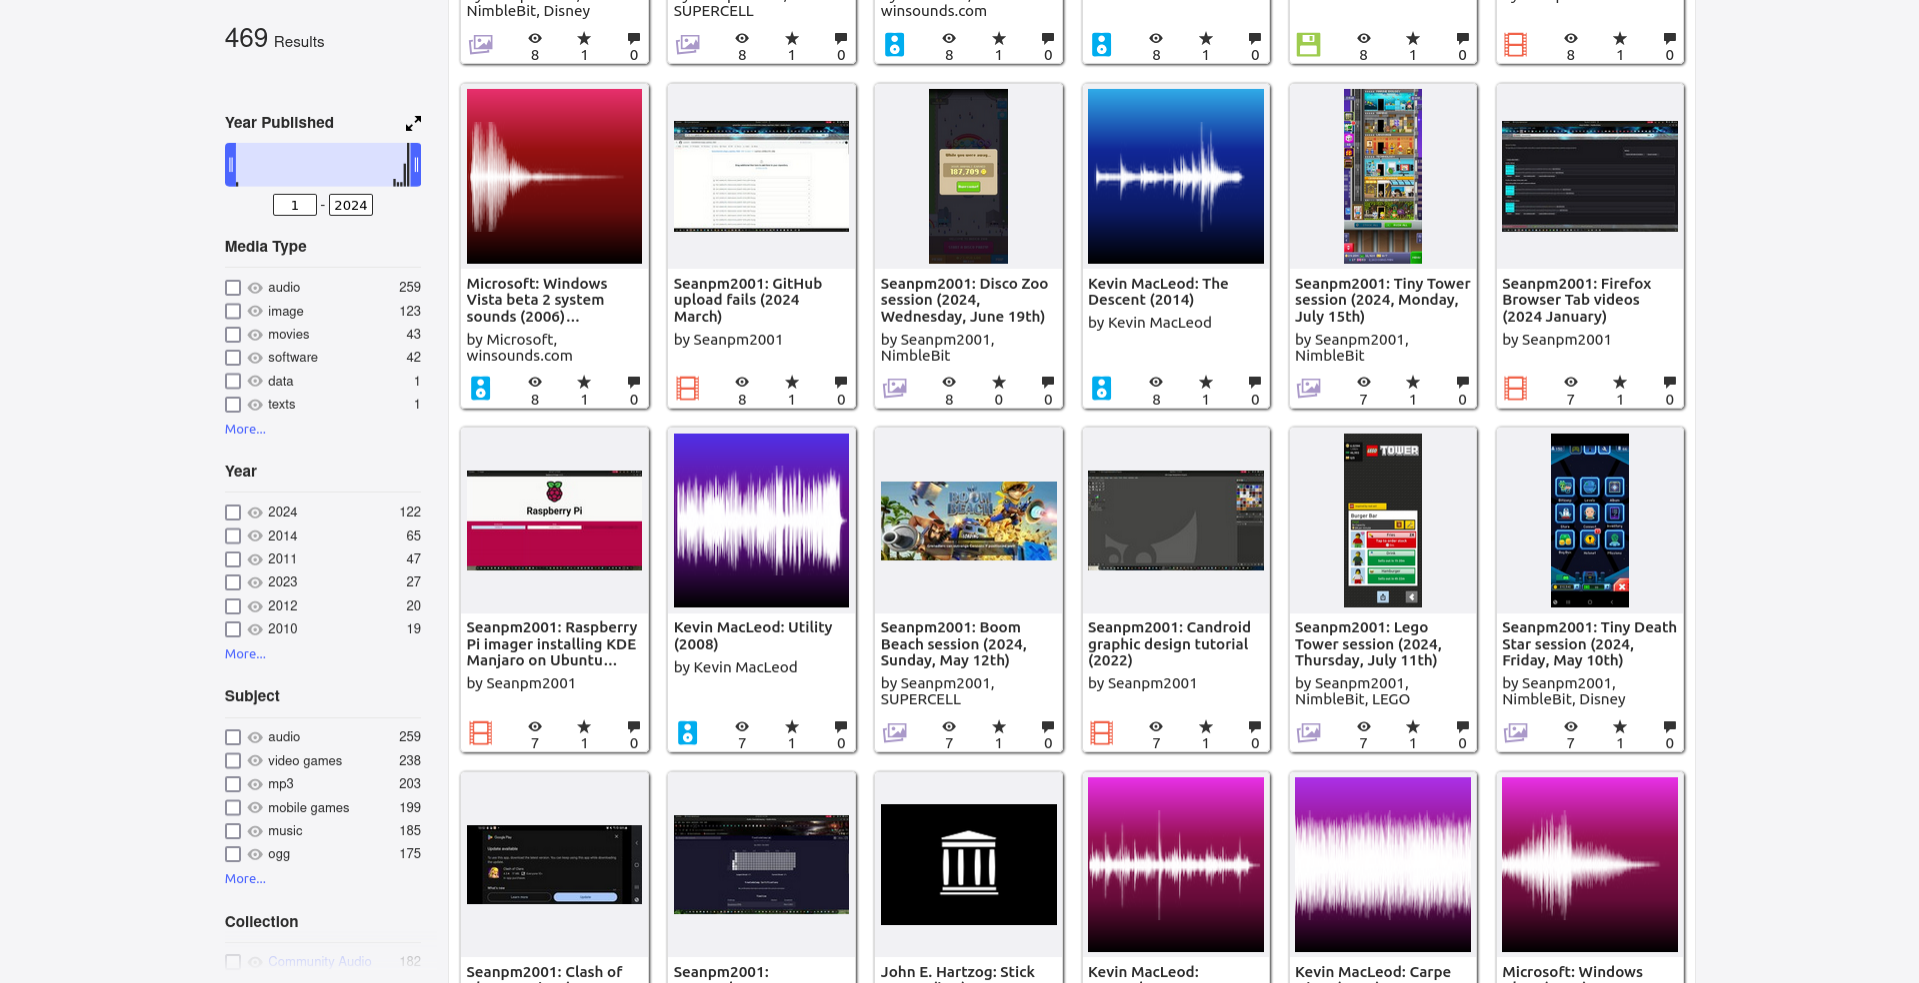 469 Results
Year Published
1 - 2024
Media Type
audio 259
image 123
movies 43
software 42
data 1
texts 1
More...
Year
2024 122
2014 65
2011 47
2023 27
2012 20
2010 19
More...
Subject
audio 259
video games 238
mp3 203
mobile games 199
music 185
ogg 175
More...
Collection
Community Audio 182
NimbleBit, Disney
8 1 0
SUPERCELL
8 1 0
winsounds.com
8 1 0
8 1 0
8 1 0
8 1 0
Microsoft: Windows
Vista beta 2 system
sounds (2006)...
by Microsoft,
winsounds.com
8 1 0
Seanpm2001: GitHub
upload fails (2024
March)
by Seanpm2001
8 1 0
While you were away...
187,709
Seanpm2001: Disco Zoo
session (2024,
Wednesday, June 19th)
by Seanpm2001,
NimbleBit
8 0 0
Kevin MacLeod: The
Descent (2014)
by Kevin MacLeod
8 1 0
Seanpm2001: Tiny Tower
session (2024, Monday,
July 15th)
by Seanpm2001,
NimbleBit
7 1 0
Seanpm2001: Firefox
Browser Tab videos
(2024 January)
by Seanpm2001
7 1 0
Raspberry Pi
Seanpm2001: Raspberry
Pi imager installing KDE
Manjaro on Ubuntu...
by Seanpm2001
7 1 0
Kevin MacLeod: Utility
(2008)
by Kevin MacLeod
7 1 0
BOOM
BEACH
Seanpm2001: Boom
Beach session (2024,
Sunday, May 12th)
by Seanpm2001,
SUPERCELL
7 1 0
Seanpm2001: Candroid
graphic design tutorial
(2022)
by Seanpm2001
7 1 0
LEGO TOWER
Burger Bar
Seanpm2001: Lego
Tower session (2024,
Thursday, July 11th)
by Seanpm2001,
NimbleBit, LEGO
7 1 0
Seanpm2001: Tiny Death
Star session (2024,
Friday, May 10th)
by Seanpm2001,
NimbleBit, Disney
7 1 0
Google Play
Update available
Seanpm2001: Clash of
Seanpm2001:
John E. Hartzog: Stick
Kevin MacLeod:
Kevin MacLeod: Carpe
Microsoft: Windows